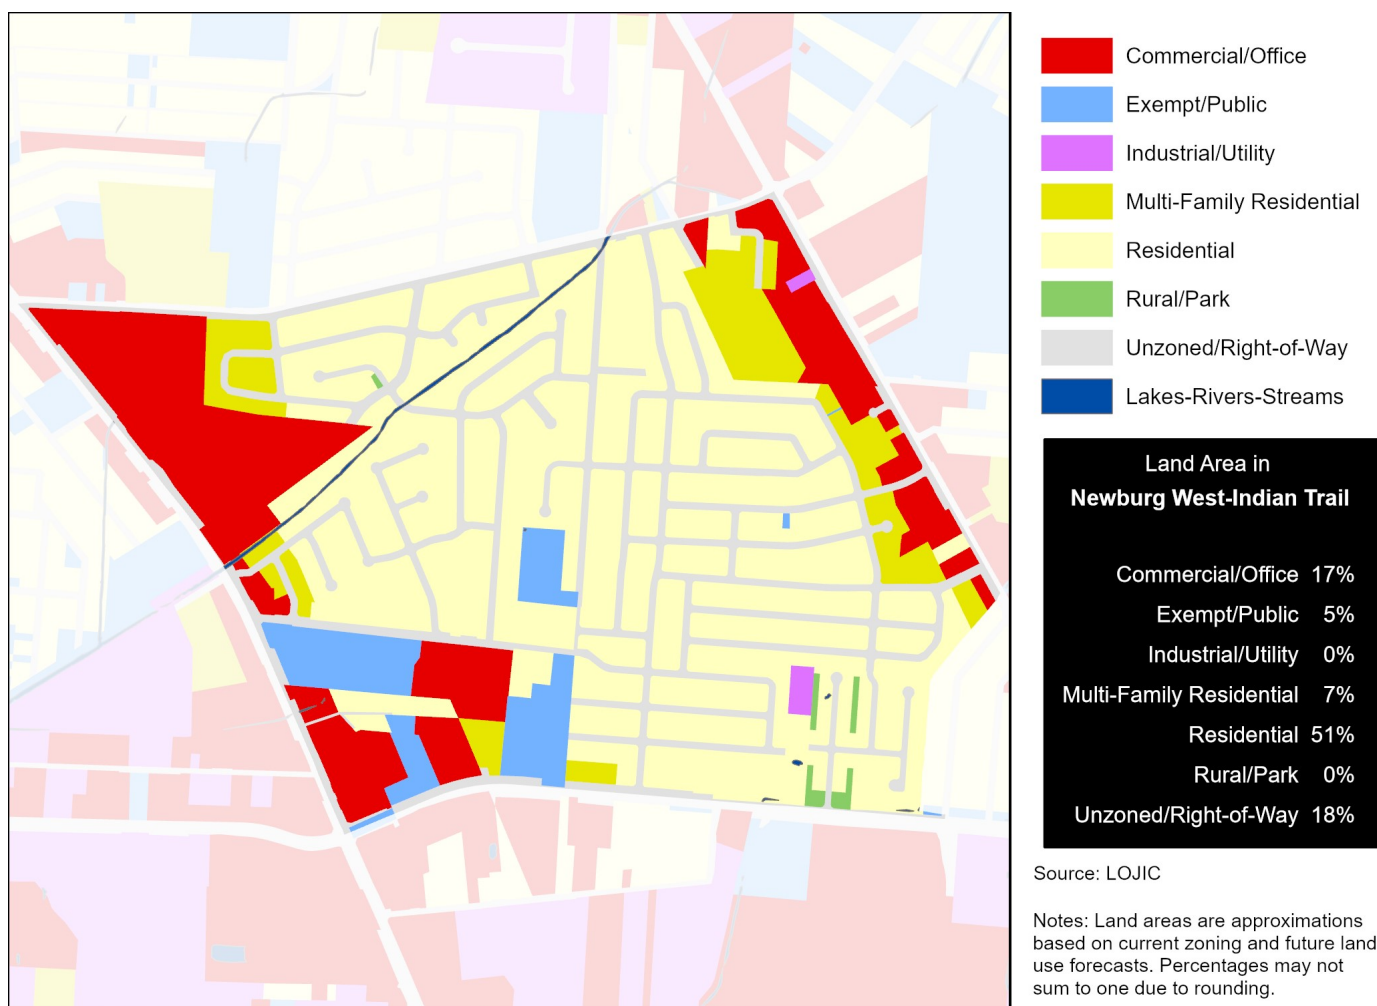 Commercial/Office
Exempt/Public
Industrial/Utility
Multi-Family Residential
Residential
Rural/Park
Unzoned/Right-of-Way
Lakes-Rivers-Streams
Land Area in
Newburg West-Indian Trail
Commercial/Office 17%
Exempt/Public 5%
Industrial/Utility 0%
Multi-Family Residential 7%
Residential 51%
Rural/Park 0%
Unzoned/Right-of-Way 18%
Source: LOJIC
Notes: Land areas are approximations
based on current zoning and future land
use forecasts. Percentages may not
sum to one due to rounding.